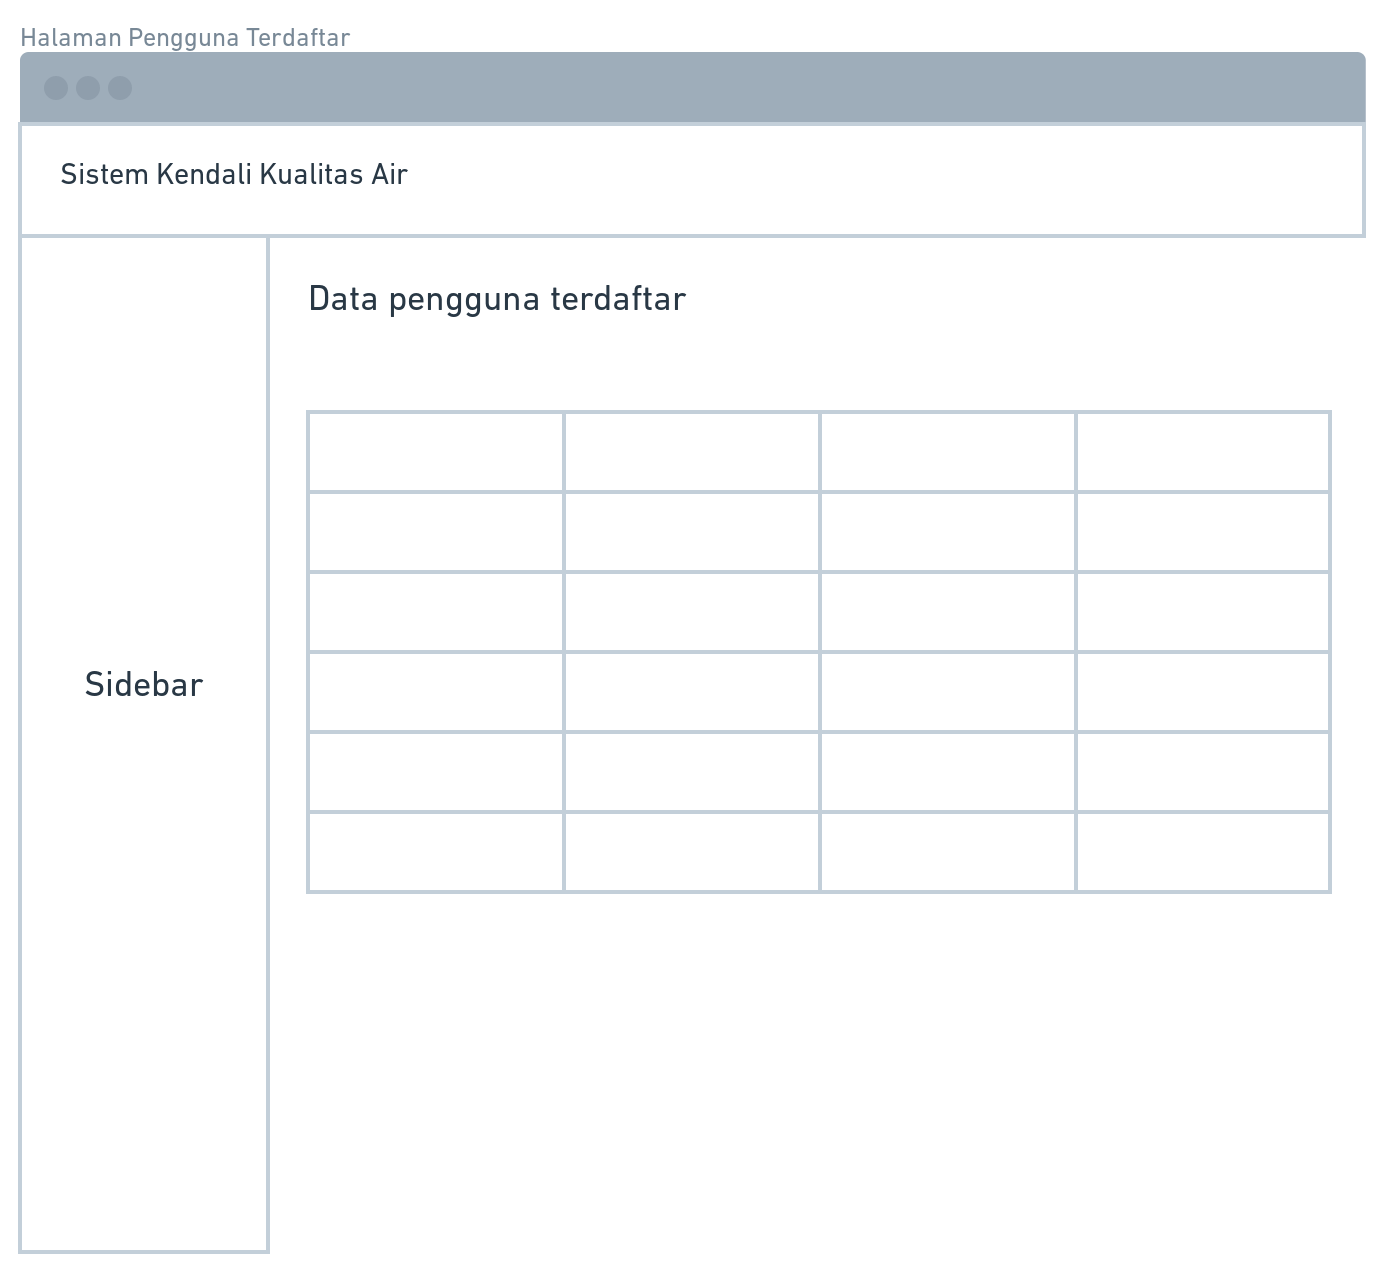 Halaman Pengguna Terdaftar
Sistem Kendali Kualitas Air
Data pengguna terdaftar
Sidebar